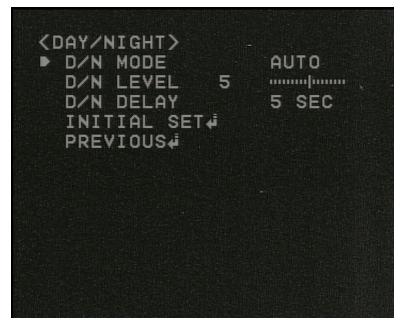 <DAY/NIGHT>
D/N MODE AUTO
D/N LEVEL 5
D/N DELAY 5 SEC
INITIAL SET↲
PREVIOUS↲